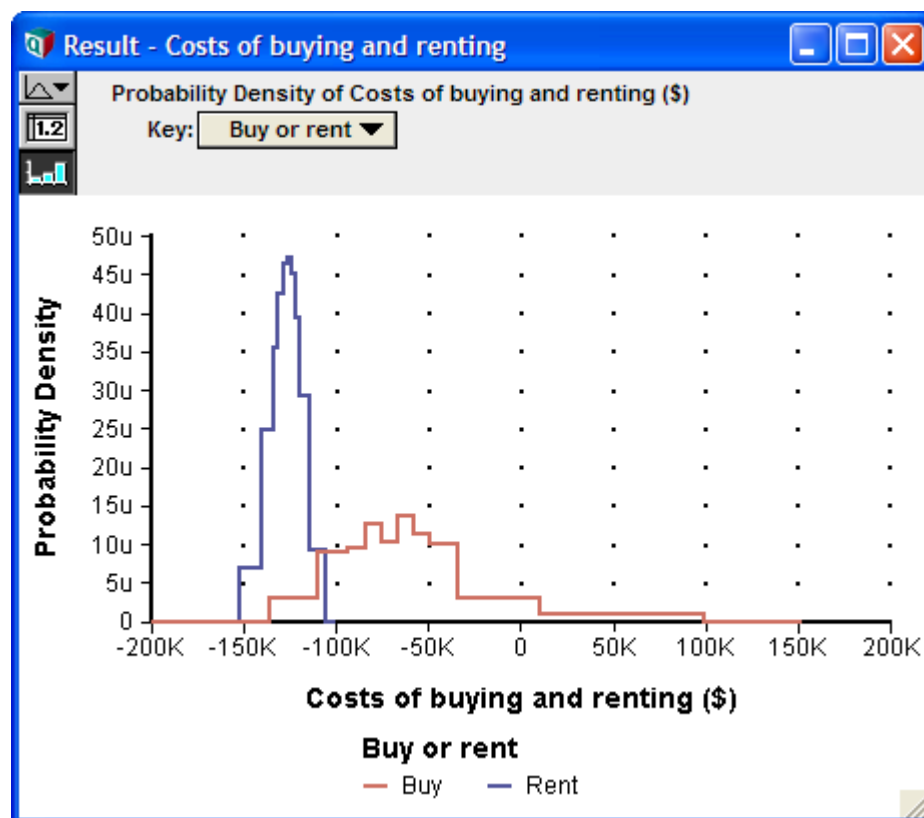 Result - Costs of buying and renting
Probability Density of Costs of buying and renting ($)
1.2
Key: Buy or rent
50u
45u
40u
35u
30u
25u
20u
15u
10u
5u
0
Probability Density
-200K -150K -100K -50K 0 50K 100K 150K 200K
Costs of buying and renting ($)
Buy or rent
Buy Rent